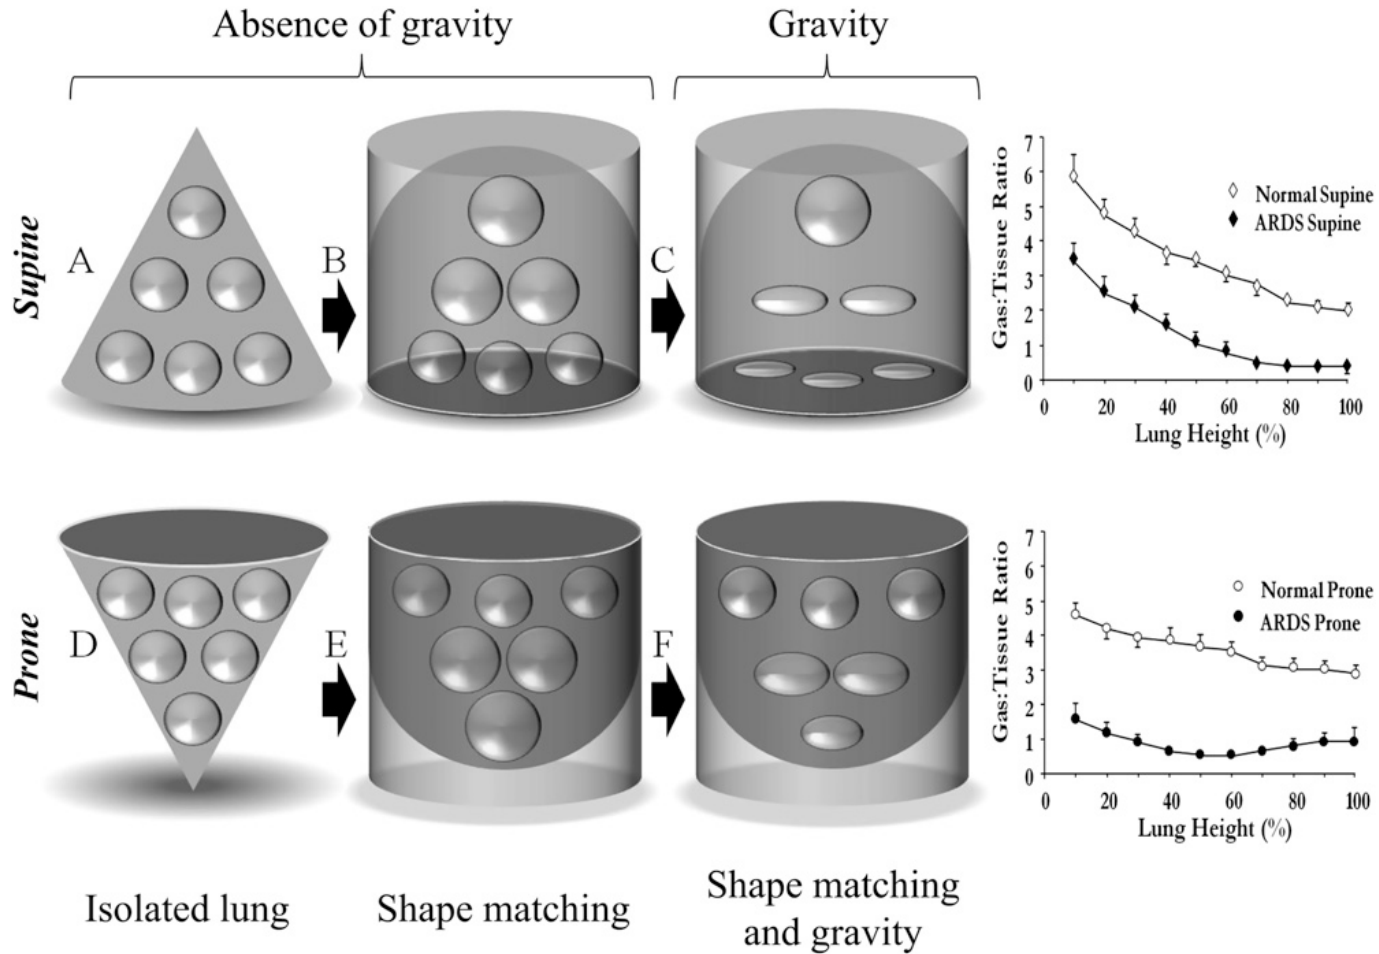 Absence of gravity
Gravity
Supine
A
B
C
Gas:Tissue Ratio
7
6
5
4
3
2
1
0
0 20 40 60 80 100
Lung Height (%)
Normal Supine
ARDS Supine
Prone
D
E
F
Gas:Tissue Ratio
7
6
5
4
3
2
1
0
0 20 40 60 80 100
Lung Height (%)
Normal Prone
ARDS Prone
Isolated lung
Shape matching
Shape matching
and gravity